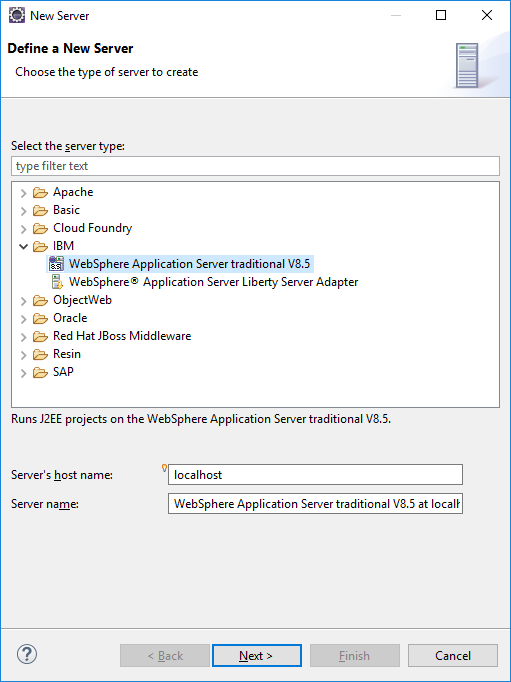 New Server
Define a New Server
Choose the type of server to create
Select the server type:
type filter text
Apache
Basic
Cloud Foundry
IBM
WebSphere Application Server traditional V8.5
WebSphere® Application Server Liberty Server Adapter
ObjectWeb
Oracle
Red Hat JBoss Middleware
Resin
SAP
Runs J2EE projects on the WebSphere Application Server traditional V8.5.
Server's host name: localhost
Server name: WebSphere Application Server traditional V8.5 at localh
? < Back Next > Finish Cancel